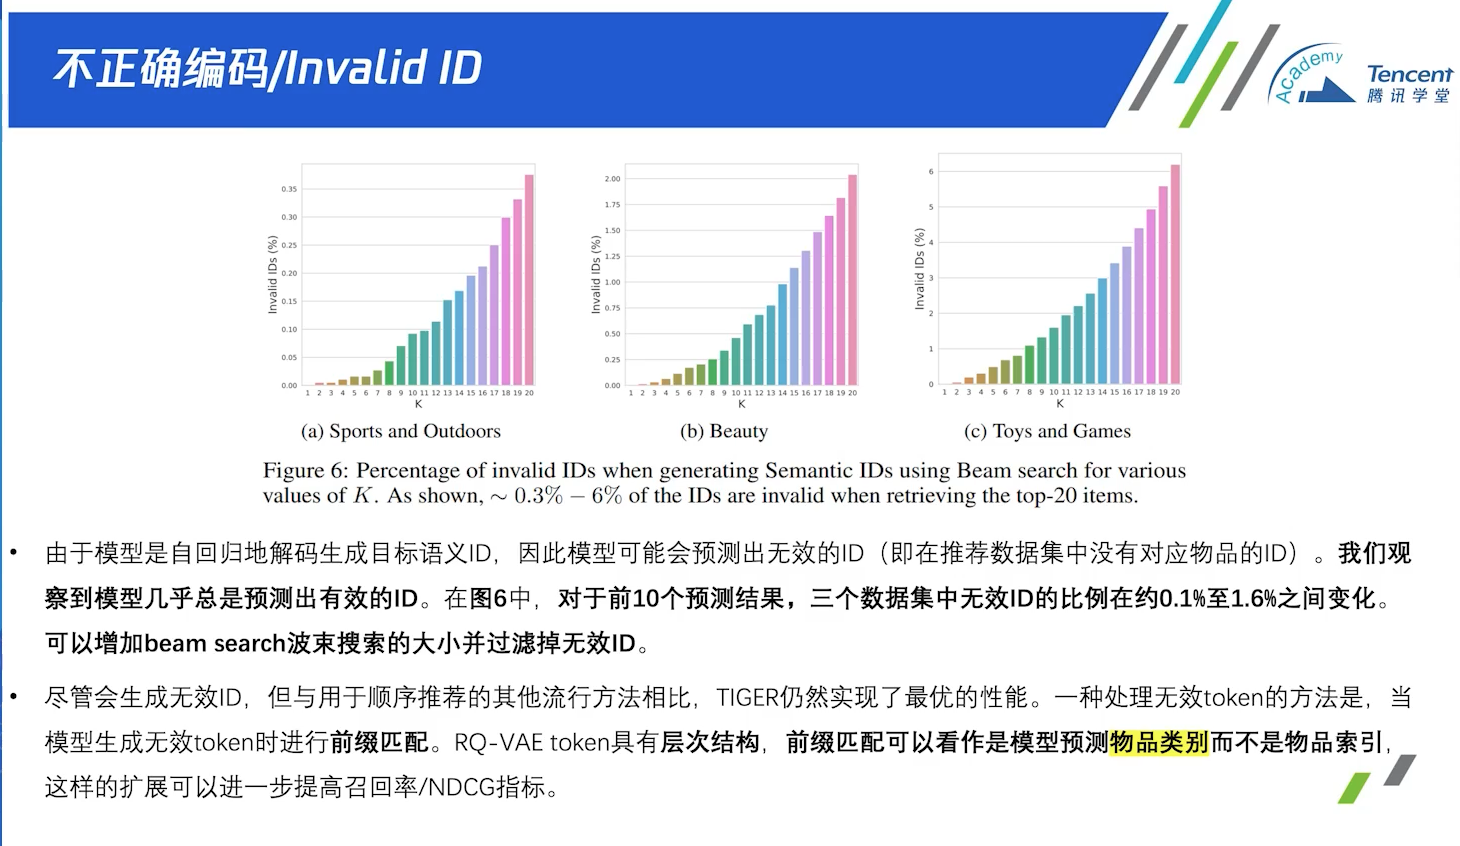 不正确编码/Invalid ID
Academy
Tencent
腾讯学堂
Invalid IDs (%)
0.35
0.30
0.25
0.20
0.15
0.10
0.05
0.00
1 2 3 4 5 6 7 8 9 10 11 12 13 14 15 16 17 18 19 20
K
(a) Sports and Outdoors
Invalid IDs (%)
2.00
1.75
1.50
1.25
1.00
0.75
0.50
0.25
0.00
1 2 3 4 5 6 7 8 9 10 11 12 13 14 15 16 17 18 19 20
K
(b) Beauty
Invalid IDs (%)
6
5
4
3
2
1
0
1 2 3 4 5 6 7 8 9 10 11 12 13 14 15 16 17 18 19 20
K
(c) Toys and Games
Figure 6: Percentage of invalid IDs when generating Semantic IDs using Beam search for various
values of K. As shown, ∼ 0.3% − 6% of the IDs are invalid when retrieving the top-20 items.
• 由于模型是自回归地解码生成目标语义ID，因此模型可能会预测出无效的ID（即在推荐数据集中没有对应物品的ID）。我们观
察到模型几乎总是预测出有效的ID。在图6中，对于前10个预测结果，三个数据集中无效ID的比例在约0.1%至1.6%之间变化。
可以增加beam search波束搜索的大小并过滤掉无效ID。
• 尽管会生成无效ID，但与用于顺序推荐的其他流行方法相比，TIGER仍然实现了最优的性能。一种处理无效token的方法是，当
模型生成无效token时进行前缀匹配。RQ-VAE token具有层次结构，前缀匹配可以看作是模型预测物品类别而不是物品索引，
这样的扩展可以进一步提高召回率/NDCG指标。